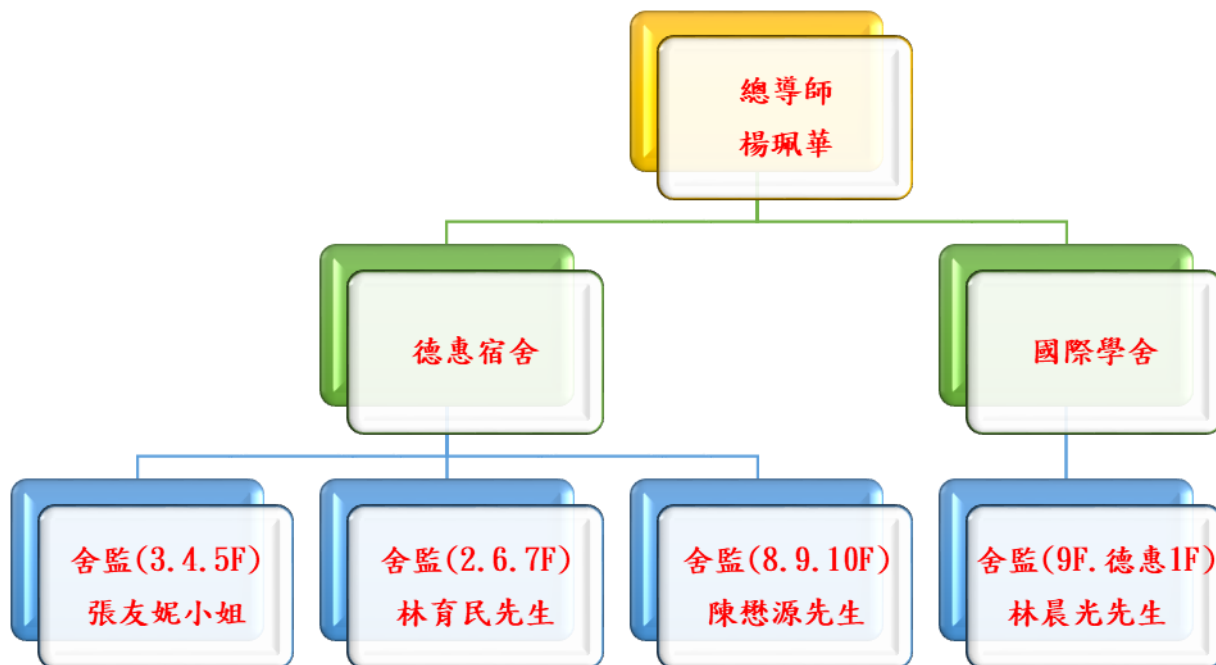 總導師
楊珮華
德惠宿舍
國際學舍
舍監(3.4.5F)
張友妮小姐
舍監(2.6.7F)
林育民先生
舍監(8.9.10F)
陳懋源先生
舍監(9F.德惠1F)
林晨光先生